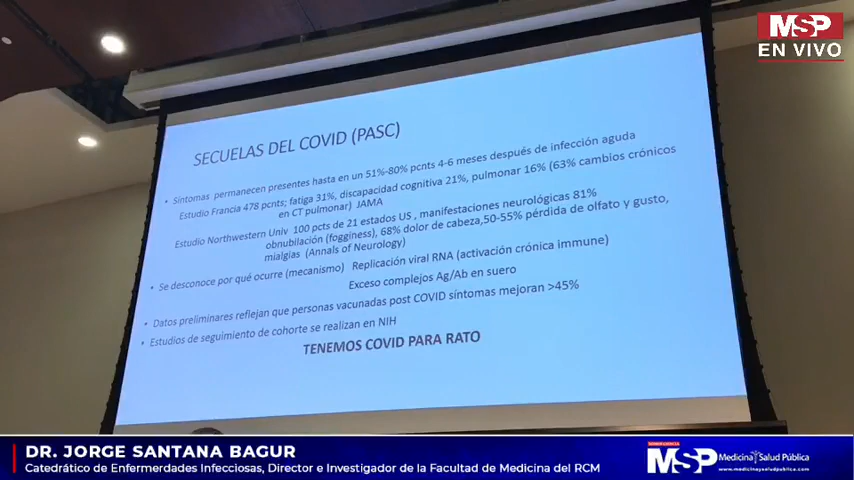 MSP
EN VIVO
SECUELAS DEL COVID (PASC)
• Síntomas permanecen presentes hasta en un 51%-80% pcnts 4-6 meses después de infección aguda
Estudio Francia 478 pcnts; fatiga 31%, discapacidad cognitiva 21%, pulmonar 16% (63% cambios crónicos
en CT pulmonar) JAMA
Estudio Northwestern Univ 100 pcts de 21 estados US , manifestaciones neurológicas 81%
obnubilación (fogginess), 68% dolor de cabeza,50-55% pérdida de olfato y gusto,
mialgias (Annals of Neurology)
• Se desconoce por qué ocurre (mecanismo) Replicación viral RNA (activación crónica immune)
Exceso complejos Ag/Ab en suero
• Datos preliminares reflejan que personas vacunadas post COVID síntomas mejoran >45%
• Estudios de seguimiento de cohorte se realizan en NIH
TENEMOS COVID PARA RATO
DR. JORGE SANTANA BAGUR
Catedrático de Enfermerdades Infecciosas, Director e Investigador de la Facultad de Medicina del RCM
MSP Medicina y Salud Pública
www.medicinaysaludpublica.com